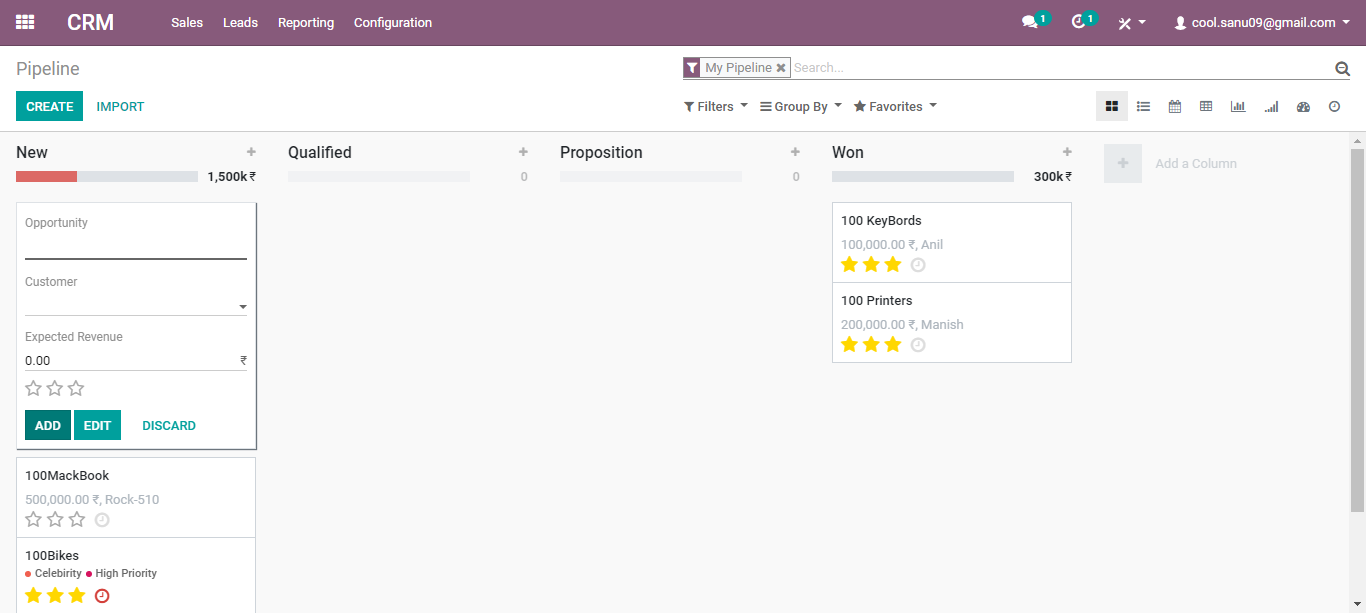 CRM Sales Leads Reporting Configuration 1 1 cool.sanu09@gmail.com
Pipeline My Pipeline Search...
CREATE IMPORT Filters Group By Favorites
New Qualified Proposition Won Add a Column
1,500k ₹ 0 0 300k ₹
Opportunity
Customer
Expected Revenue
0.00 ₹
ADD EDIT DISCARD
100MackBook
500,000.00 ₹, Rock-510
100Bikes
Celebirity High Priority
100 KeyBords
100,000.00 ₹, Anil
100 Printers
200,000.00 ₹, Manish